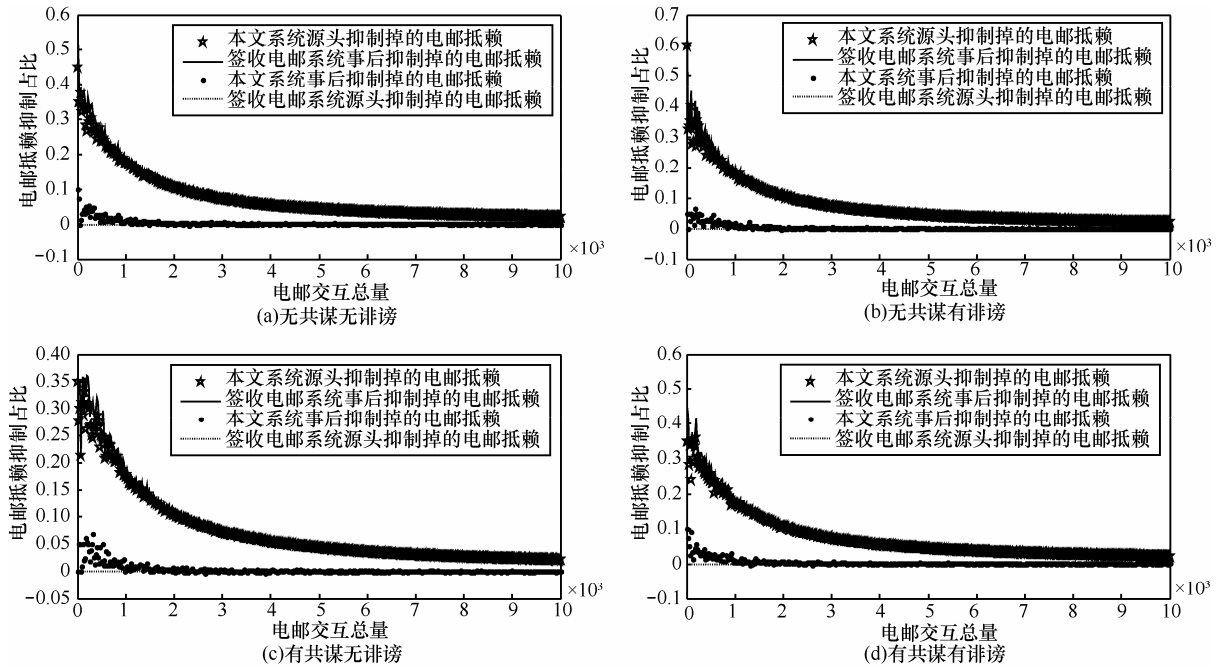 0.6
0.5
0.4
0.3
0.2
0.1
0
-0.1
电邮抵赖抑制占比
本文系统源头抑制掉的电邮抵赖
签收电邮系统事后抑制掉的电邮抵赖
本文系统事后抑制掉的电邮抵赖
签收电邮系统源头抑制掉的电邮抵赖
0 1 2 3 4 5 6 7 8 9 10
×10³
电邮交互总量
(a)无共谋无诽谤
0.7
0.6
0.5
0.4
0.3
0.2
0.1
0
-0.1
电邮抵赖抑制占比
本文系统源头抑制掉的电邮抵赖
签收电邮系统事后抑制掉的电邮抵赖
本文系统事后抑制掉的电邮抵赖
签收电邮系统源头抑制掉的电邮抵赖
0 1 2 3 4 5 6 7 8 9 10
×10³
电邮交互总量
(b)无共谋有诽谤
0.40
0.35
0.30
0.25
0.20
0.15
0.10
0.05
0
-0.05
电邮抵赖抑制占比
本文系统源头抑制掉的电邮抵赖
签收电邮系统事后抑制掉的电邮抵赖
本文系统事后抑制掉的电邮抵赖
签收电邮系统源头抑制掉的电邮抵赖
0 1 2 3 4 5 6 7 8 9 10
×10³
电邮交互总量
(c)有共谋无诽谤
0.6
0.5
0.4
0.3
0.2
0.1
0
-0.1
电邮抵赖抑制占比
本文系统源头抑制掉的电邮抵赖
签收电邮系统事后抑制掉的电邮抵赖
本文系统事后抑制掉的电邮抵赖
签收电邮系统源头抑制掉的电邮抵赖
0 1 2 3 4 5 6 7 8 9 10
×10³
电邮交互总量
(d)有共谋有诽谤